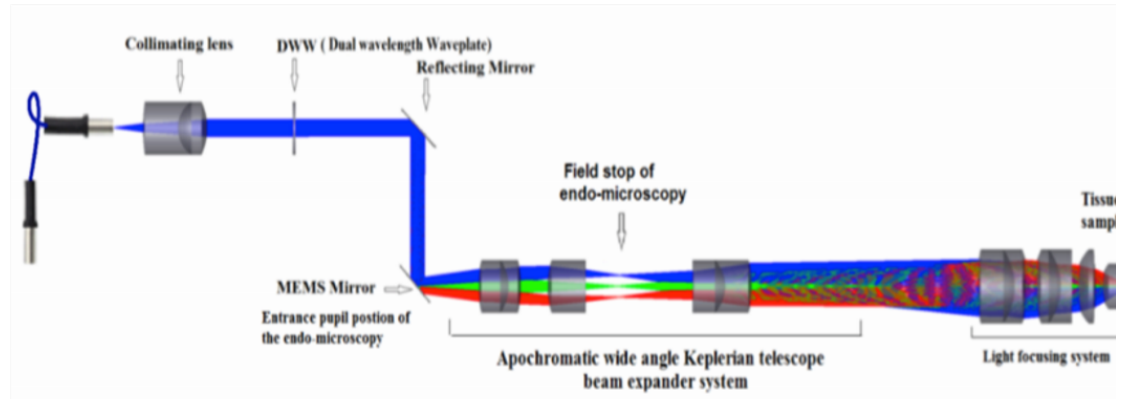 Collimating lens
DWW ( Dual wavelength Waveplate)
Reflecting Mirror
Field stop of
endo-microscopy
MEMS Mirror
Entrance pupil postion of
the endo-microscopy
Apochromatic wide angle Keplerian telescope
beam expander system
Light focusing system